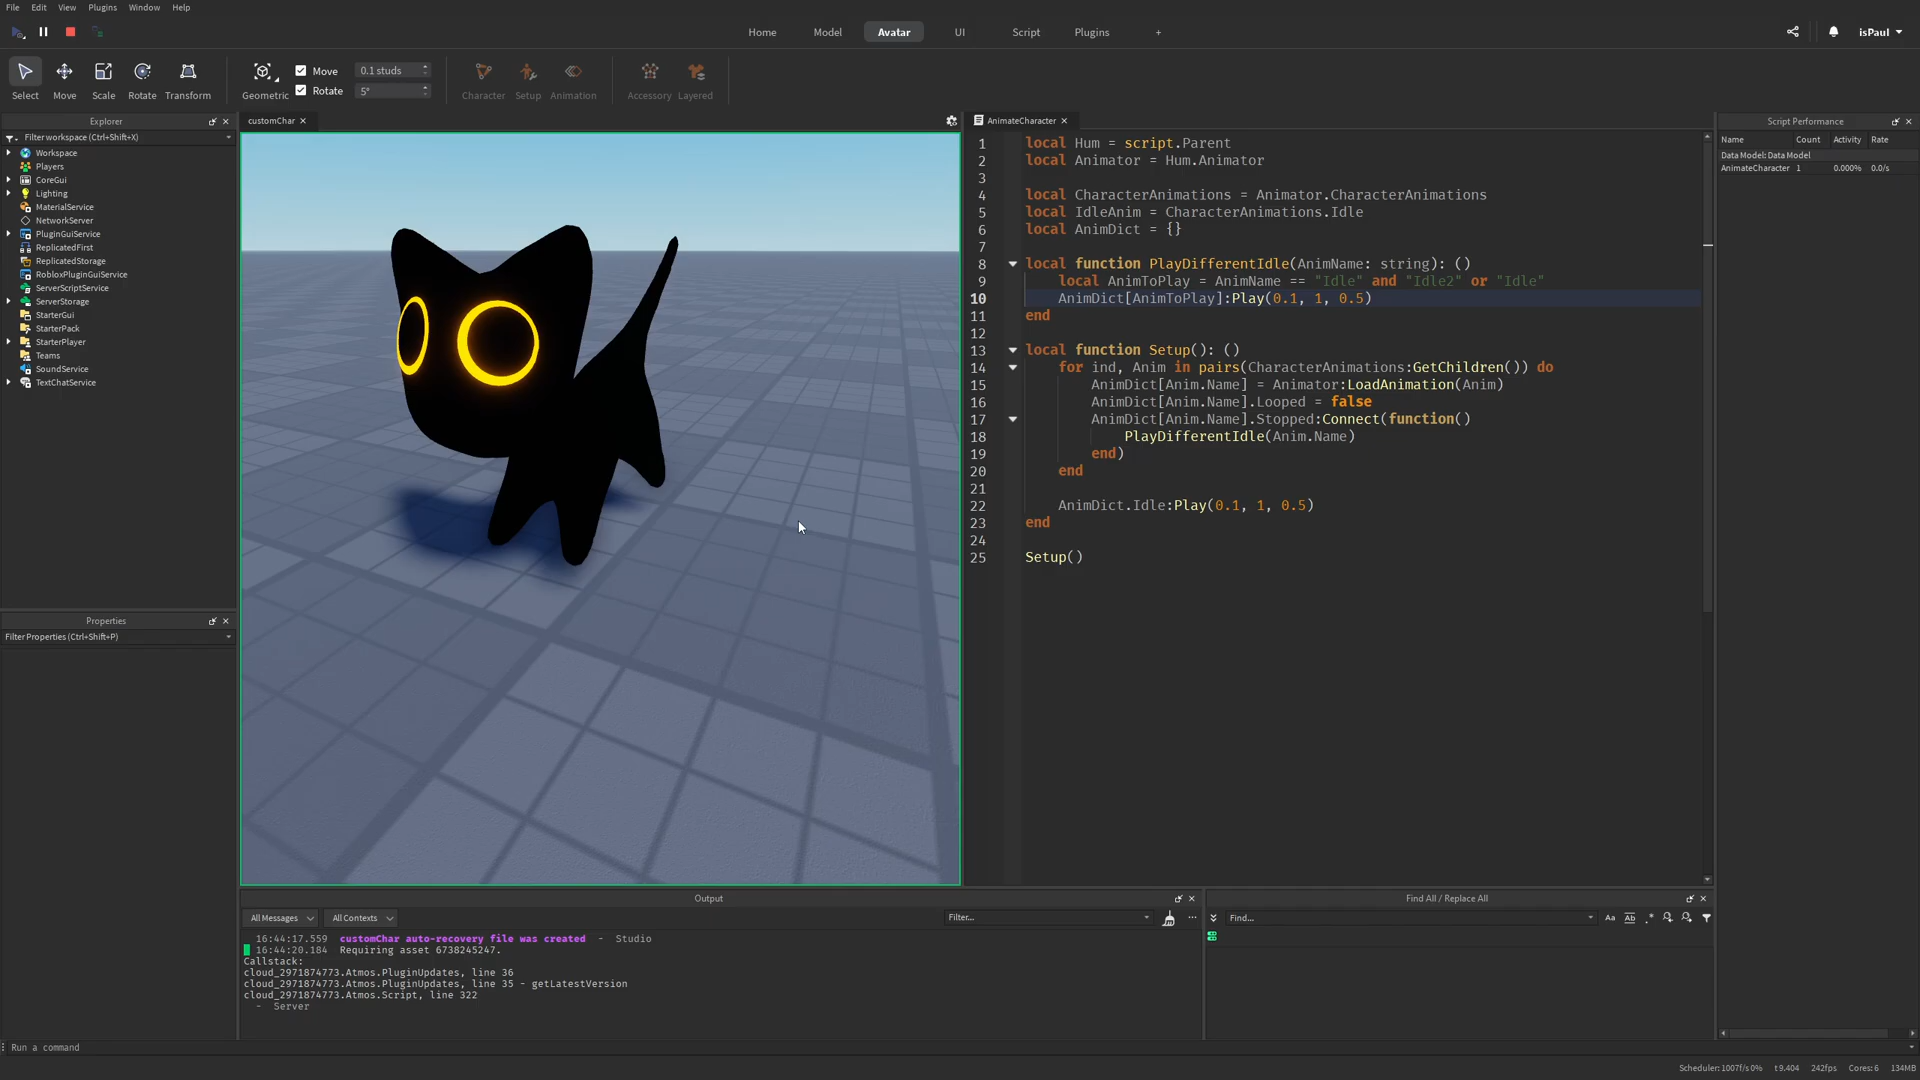 File Edit View Plugins Window Help
Home Model Avatar UI Script Plugins +
isPaul
Select Move Scale Rotate Transform Geometric
Move 0.1 studs
Rotate 5°
Character Setup Animation Accessory Layered
Explorer
Filter workspace (Ctrl+Shift+X)
Workspace
Players
CoreGui
Lighting
MaterialService
NetworkServer
PluginGuiService
ReplicatedFirst
ReplicatedStorage
RobloxPluginGuiService
ServerScriptService
ServerStorage
StarterGui
StarterPack
StarterPlayer
Teams
SoundService
TextChatService
Properties
Filter Properties (Ctrl+Shift+P)
customChar
AnimateCharacter
1 local Hum = script.Parent
2 local Animator = Hum.Animator
3
4 local CharacterAnimations = Animator.CharacterAnimations
5 local IdleAnim = CharacterAnimations.Idle
6 local AnimDict = {}
7
8 local function PlayDifferentIdle(AnimName: string): ()
9 local AnimToPlay = AnimName == "Idle" and "Idle2" or "Idle"
10 AnimDict[AnimToPlay]:Play(0.1, 1, 0.5)
11 end
12
13 local function Setup(): ()
14 for ind, Anim in pairs(CharacterAnimations:GetChildren()) do
15 AnimDict[Anim.Name] = Animator:LoadAnimation(Anim)
16 AnimDict[Anim.Name].Looped = false
17 AnimDict[Anim.Name].Stopped:Connect(function()
18 PlayDifferentIdle(Anim.Name)
19 end)
20 end
21
22 AnimDict.Idle:Play(0.1, 1, 0.5)
23 end
24
25 Setup()
Script Performance
Name Count Activity Rate
Data Model: Data Model
AnimateCharacter 1 0.000% 0.0/s
Output
All Messages All Contexts Filter... ...
16:44:17.559 customChar auto-recovery file was created - Studio
16:44:20.184 Requiring asset 6738245247.
Callstack:
cloud_2971874773.Atmos.PluginUpdates, line 36
cloud_2971874773.Atmos.PluginUpdates, line 35 - getLatestVersion
cloud_2971874773.Atmos.Script, line 322
- Server
Find All / Replace All
Find... Aa Ab .*
Run a command
Scheduler: 1007f/s 0% t 9.404 242fps Cores: 6 134MB